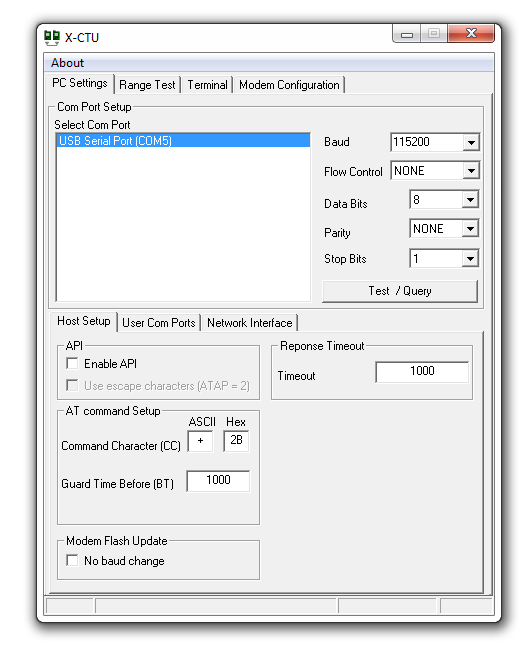 X-CTU
About
PC Settings Range Test Terminal Modem Configuration
Com Port Setup
Select Com Port
USB Serial Port (COM5)
Baud 115200
Flow Control NONE
Data Bits 8
Parity NONE
Stop Bits 1
Test / Query
Host Setup User Com Ports Network Interface
API
Enable API
Use escape characters (ATAP = 2)
Reponse Timeout
Timeout 1000
AT command Setup
ASCII Hex
Command Character (CC) + 2B
Guard Time Before (BT) 1000
Modem Flash Update
No baud change